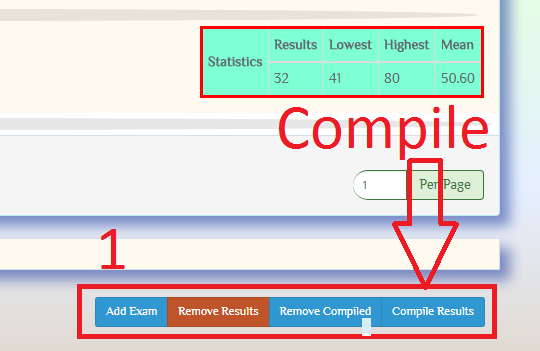 Statistics Results Lowest Highest Mean
32 41 80 50.60
Compile
1 Per Page
1
Add Exam Remove Results Remove Compiled Compile Results